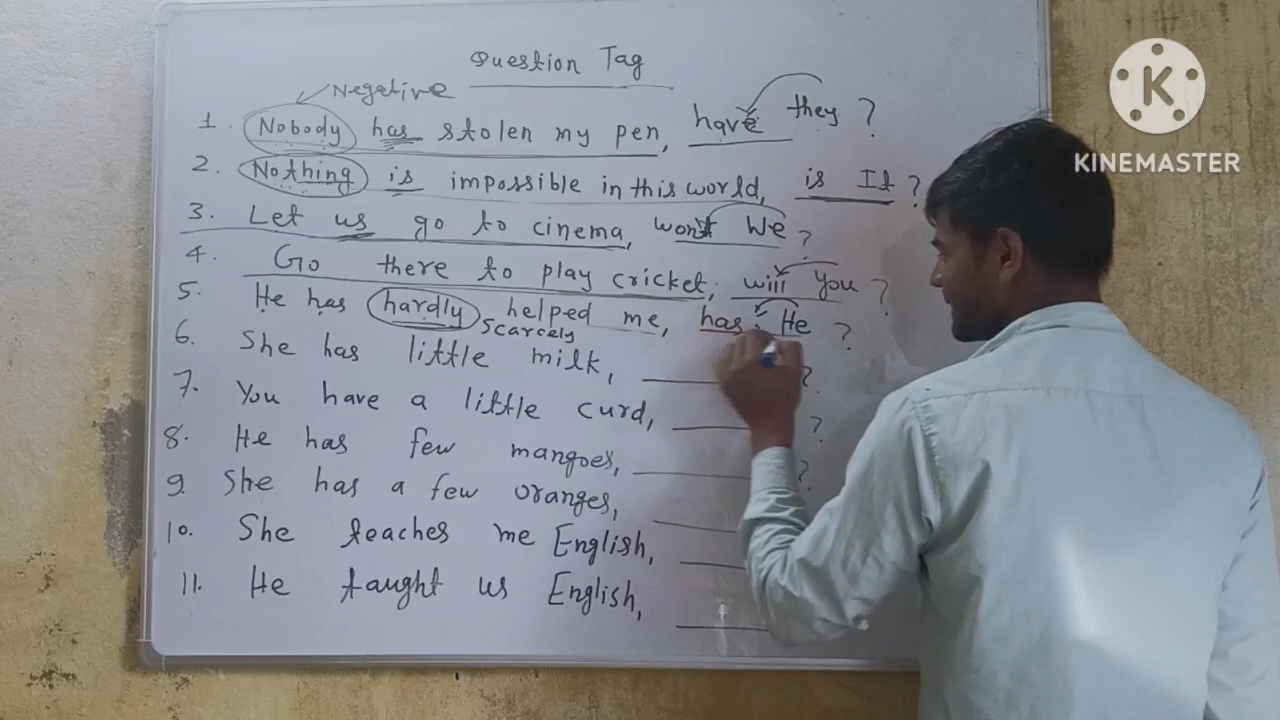 Question Tag
Negative
1. Nobody has stolen my pen, have they ?
2. Nothing is impossible in this world, is It ?
3. Let us go to cinema, won't We ?
4. Go there to play cricket, will you ?
5. He has hardly helped me, has He ?
Scarcely
6. She has little milk, ?
7. You have a little curd, ?
8. He has few mangoes, ?
9. She has a few oranges,
10. She teaches me English,
11. He taught us English,
K
KINEMASTER